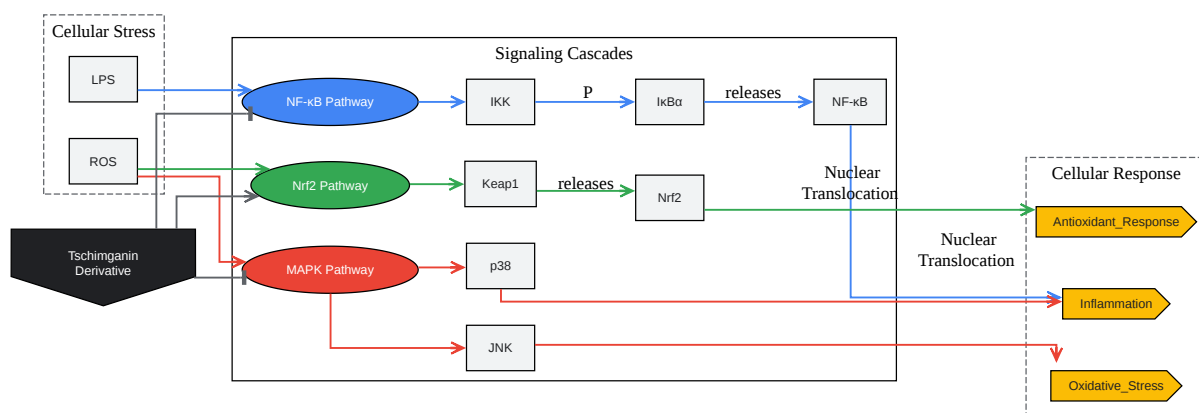 Cellular Stress
LPS
ROS
Tschimganin
Derivative
Signaling Cascades
NF-κB Pathway
IKK
P
IκBα
releases
NF-κB
Nrf2 Pathway
Keap1
releases
Nrf2
Nuclear
Translocation
MAPK Pathway
p38
JNK
Nuclear
Translocation
Cellular Response
Antioxidant_Response
Inflammation
Oxidative_Stress